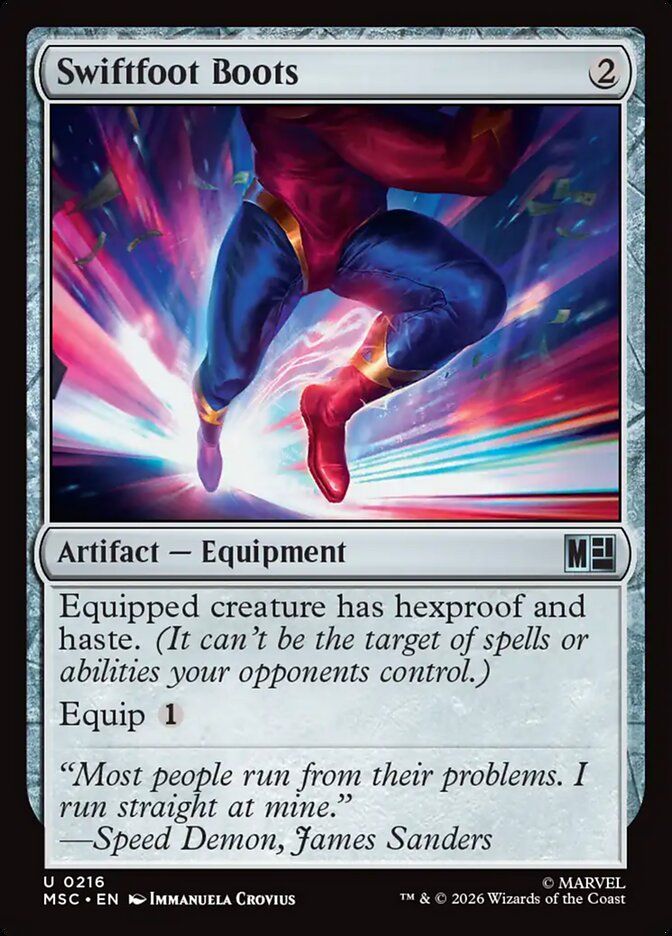 Swiftfoot Boots 2
Artifact — Equipment
Equipped creature has hexproof and
haste. (It can't be the target of spells or
abilities your opponents control.)
Equip 1
“Most people run from their problems. I
run straight at mine.”
—Speed Demon, James Sanders
U 0216
MSC • EN Immanuela Crovius
© MARVEL
™ & © 2026 Wizards of the Coast